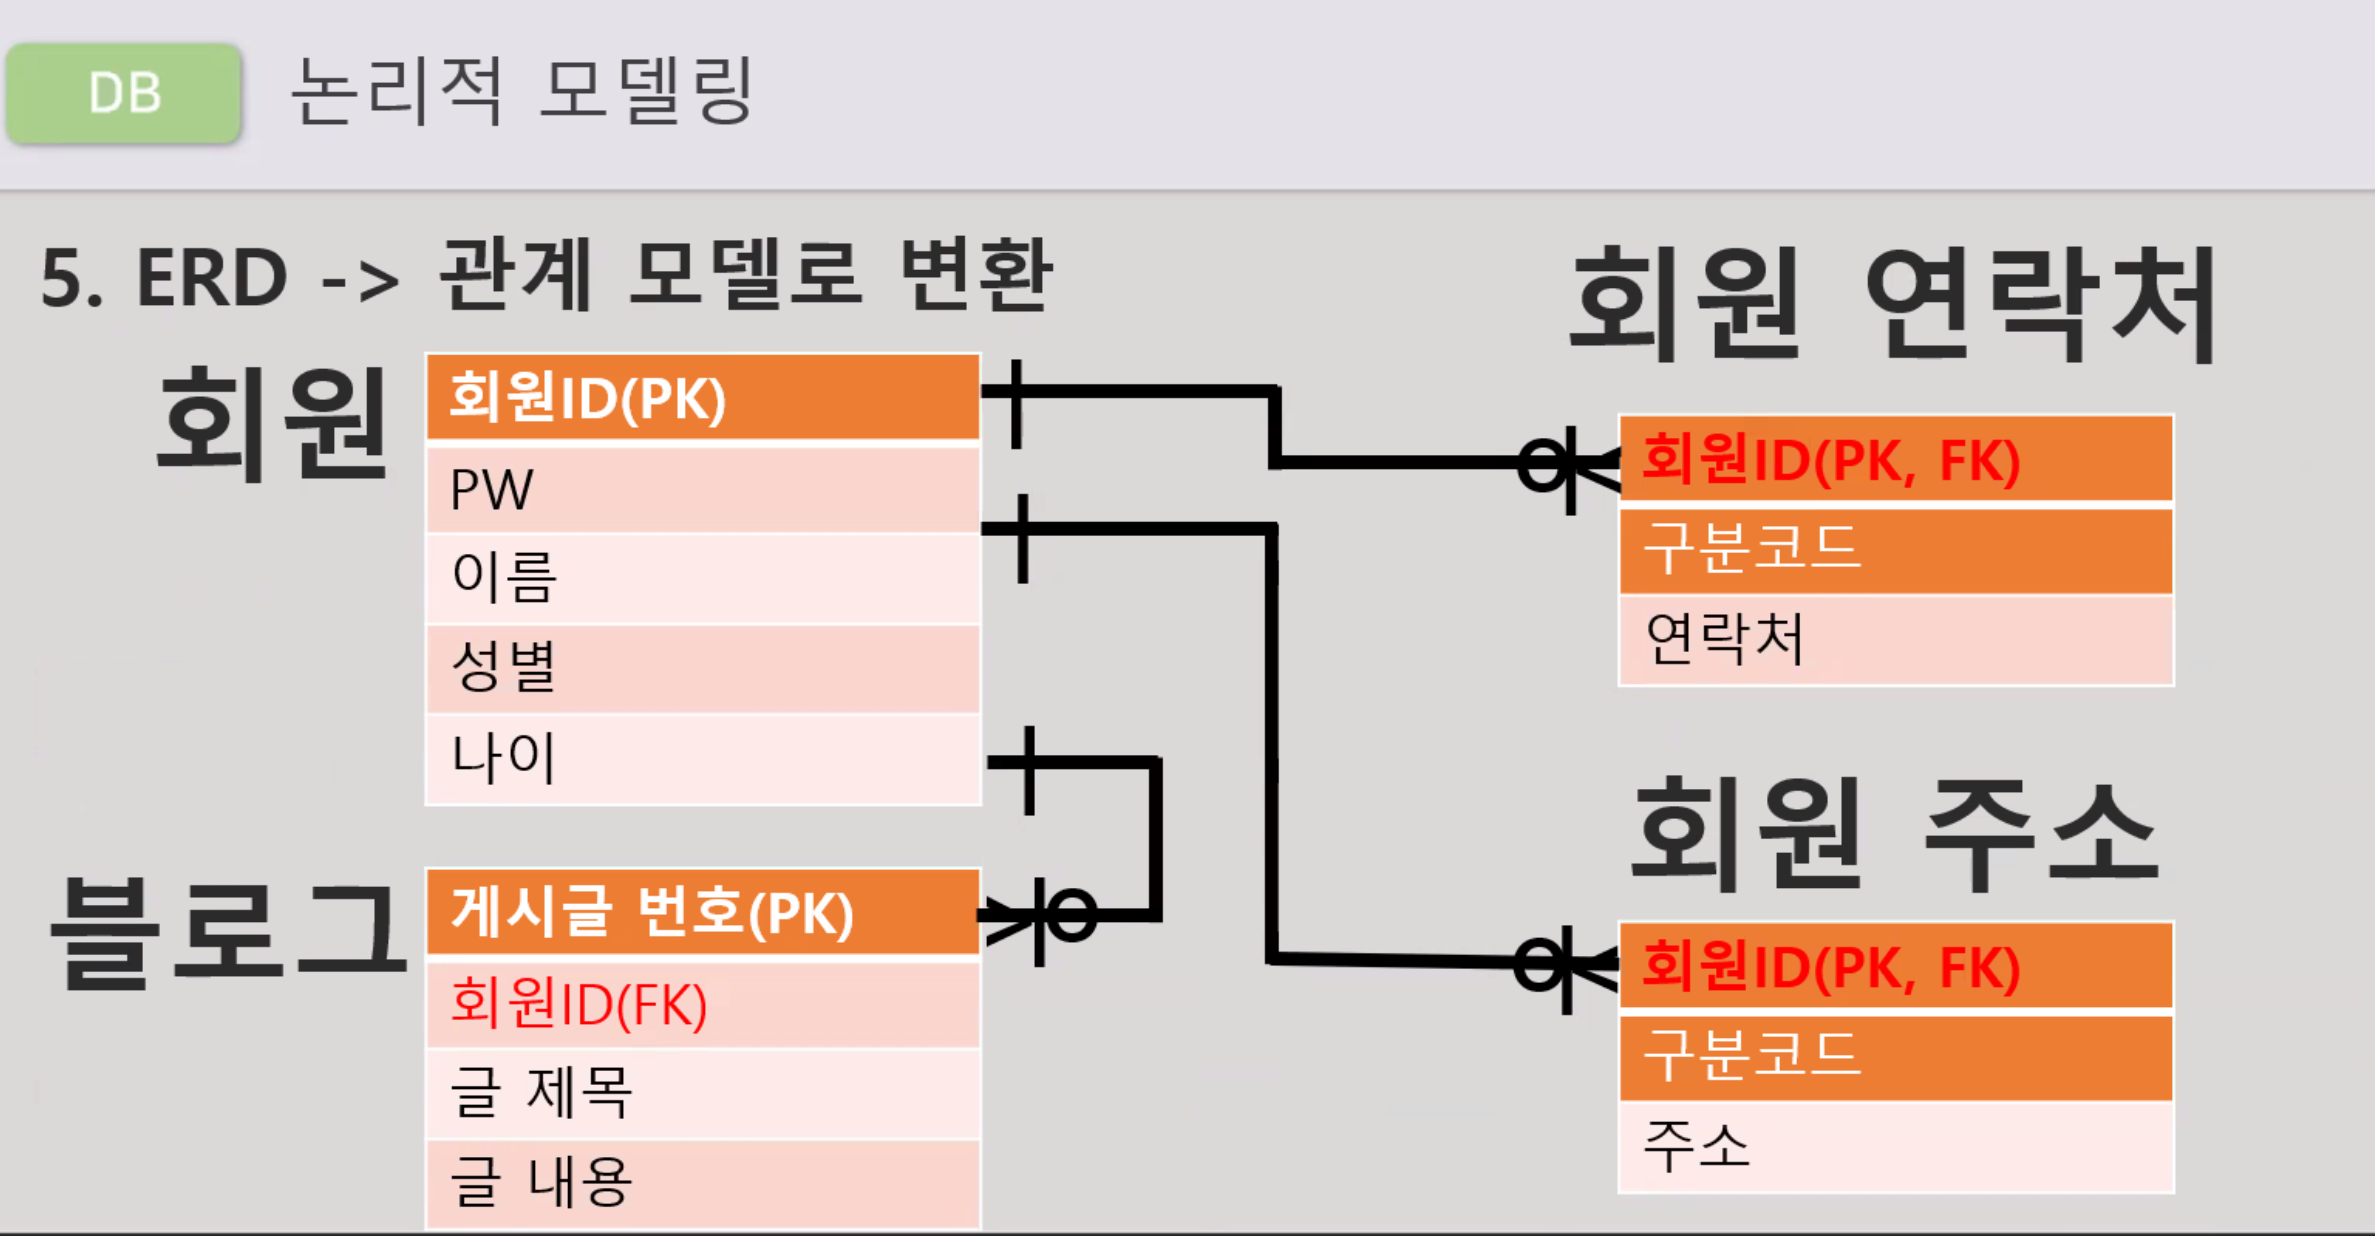 DB 논리적 모델링
5. ERD -> 관계 모델로 변환
회원
회원ID(PK)
PW
이름
성별
나이
블로그
게시글 번호(PK)
회원ID(FK)
글 제목
글 내용
회원 연락처
회원ID(PK, FK)
구분코드
연락처
회원 주소
회원ID(PK, FK)
구분코드
주소